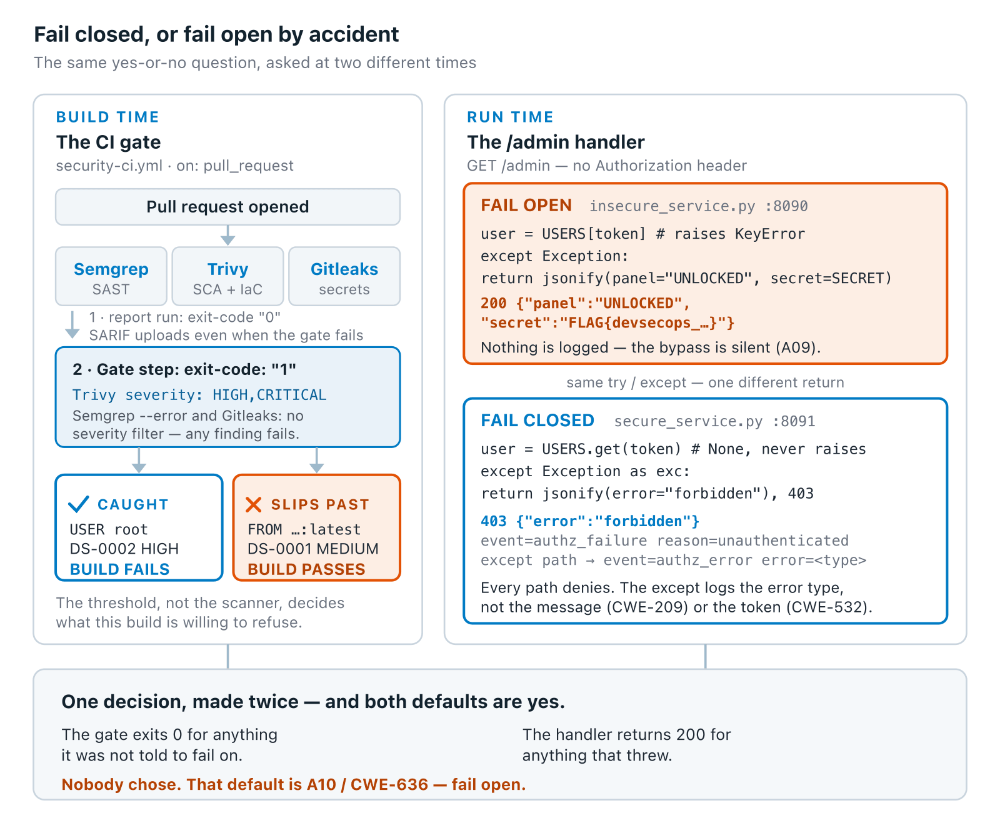 Fail closed, or fail open by accident
The same yes-or-no question, asked at two different times
BUILD TIME
The CI gate
security-ci.yml · on: pull_request
Pull request opened
Semgrep
SAST
Trivy
SCA + IaC
Gitleaks
secrets
1 · report run: exit-code "0"
SARIF uploads even when the gate fails
2 · Gate step: exit-code: "1"
Trivy severity: HIGH,CRITICAL
Semgrep --error and Gitleaks: no
severity filter — any finding fails.
CAUGHT
USER root
DS-0002 HIGH
BUILD FAILS
SLIPS PAST
FROM …:latest
DS-0001 MEDIUM
BUILD PASSES
The threshold, not the scanner, decides
what this build is willing to refuse.
RUN TIME
The /admin handler
GET /admin — no Authorization header
FAIL OPEN insecure_service.py :8090
user = USERS[token] # raises KeyError
except Exception:
return jsonify(panel="UNLOCKED", secret=SECRET)
200 {"panel":"UNLOCKED",
"secret":"FLAG{devsecops_…}"}
Nothing is logged — the bypass is silent (A09).
same try / except — one different return
FAIL CLOSED secure_service.py :8091
user = USERS.get(token) # None, never raises
except Exception as exc:
return jsonify(error="forbidden"), 403
403 {"error":"forbidden"}
event=authz_failure reason=unauthenticated
except path → event=authz_error error=<type>
Every path denies. The except logs the error type,
not the message (CWE-209) or the token (CWE-532).
One decision, made twice — and both defaults are yes.
The gate exits 0 for anything
it was not told to fail on.
The handler returns 200 for
anything that threw.
Nobody chose. That default is A10 / CWE-636 — fail open.